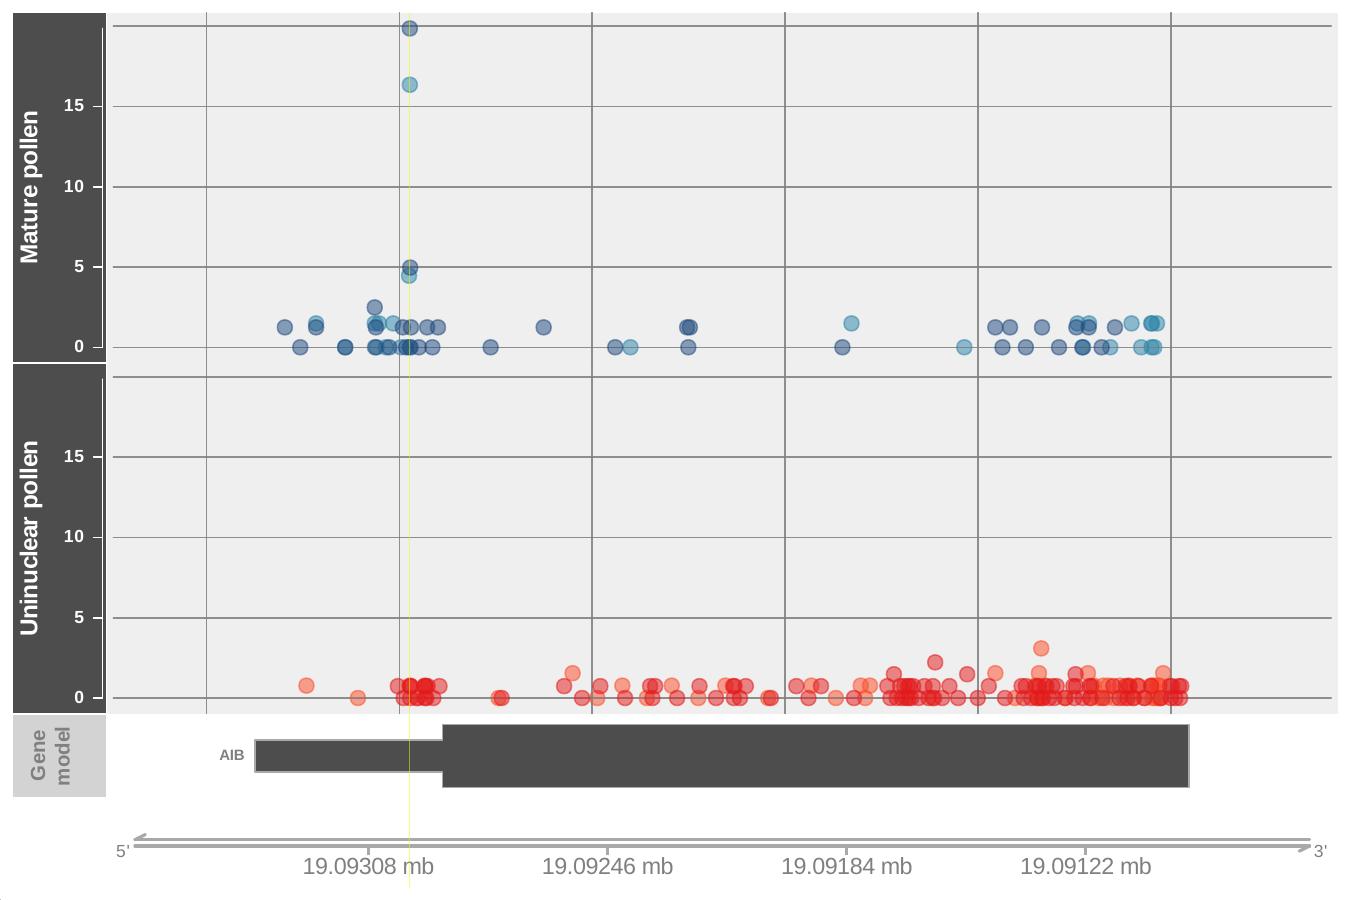 Mature pollen
15
10
5
0
Uninuclear pollen
15
10
5
0
Gene
model
AIB
5'
3'
19.09308 mb
19.09246 mb
19.09184 mb
19.09122 mb